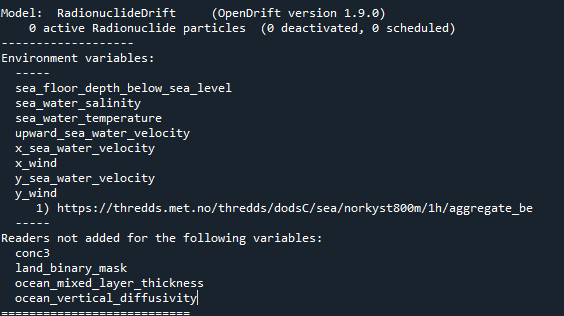 Model:  RadionuclideDrift     (OpenDrift version 1.9.0)
    0 active Radionuclide particles  (0 deactivated, 0 scheduled)
-------------------
Environment variables:
  -----
  sea_floor_depth_below_sea_level
  sea_water_salinity
  sea_water_temperature
  upward_sea_water_velocity
  x_sea_water_velocity
  x_wind
  y_sea_water_velocity
  y_wind
     1) https://thredds.met.no/thredds/dodsC/sea/norkyst800m/1h/aggregate_be
  -----
Readers not added for the following variables:
  conc3
  land_binary_mask
  ocean_mixed_layer_thickness
  ocean_vertical_diffusivity
===========================